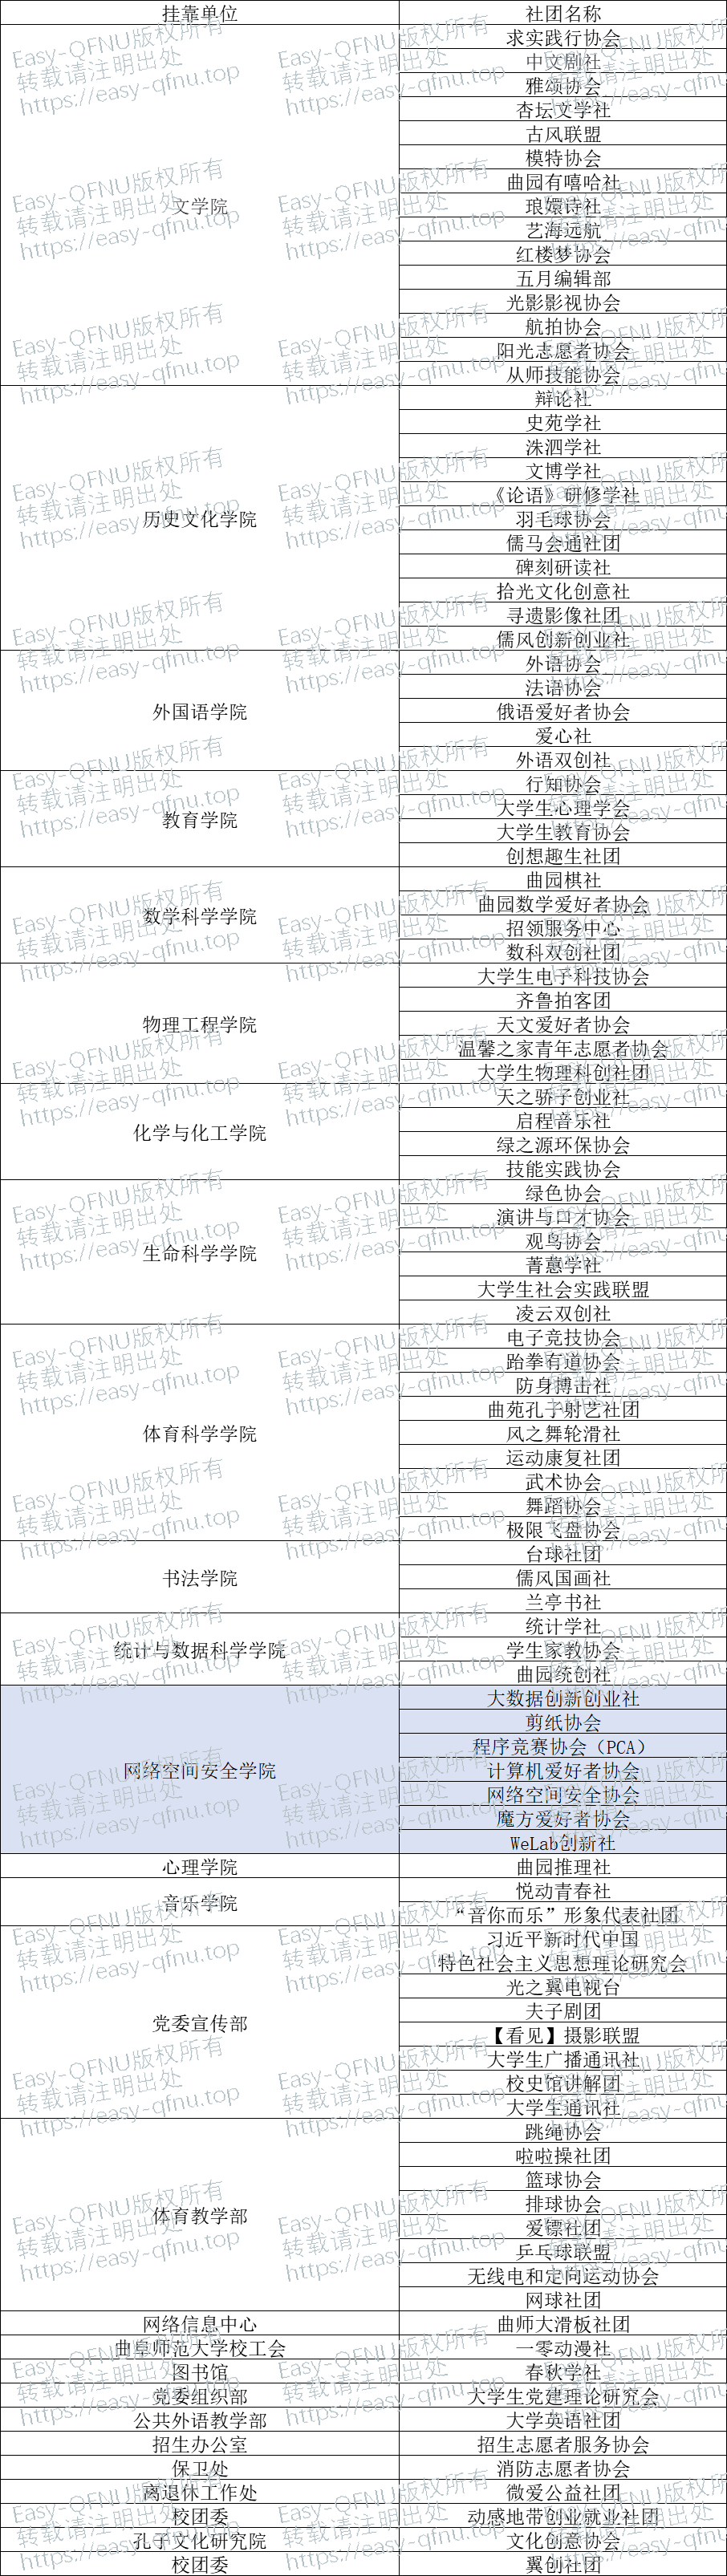 挂靠单位 社团名称
文学院
求实践行协会
中文剧社
雅颂协会
杏坛文学社
古风联盟
模特协会
曲园有嘻哈社
琅嬛诗社
艺海远航
红楼梦协会
五月编辑部
光影影视协会
航拍协会
阳光志愿者协会
从师技能协会
历史文化学院
辩论社
史苑学社
洙泗学社
文博学社
《论语》研修学社
羽毛球协会
儒马会通社团
碑刻研读社
拾光文化创意社
寻遗影像社团
儒风创新创业社
外国语学院
外语协会
法语协会
俄语爱好者协会
爱心社
外语双创社
教育学院
行知协会
大学生心理学会
大学生教育协会
创想趣生社团
数学科学学院
曲园棋社
曲园数学爱好者协会
招领服务中心
数科双创社团
物理工程学院
大学生电子科技协会
齐鲁拍客团
天文爱好者协会
温馨之家青年志愿者协会
大学生物理科创社团
化学与化工学院
天之骄子创业社
启程音乐社
绿之源环保协会
技能实践协会
生命科学学院
绿色协会
演讲与口才协会
观鸟协会
菁薏学社
大学生社会实践联盟
凌云双创社
体育科学学院
电子竞技协会
跆拳有道协会
防身搏击社
曲苑孔子射艺社团
风之舞轮滑社
运动康复社团
武术协会
舞蹈协会
极限飞盘协会
书法学院
台球社团
儒风国画社
兰亭书社
统计与数据科学学院
统计学社
学生家教协会
曲园统创社
网络空间安全学院
大数据创新创业社
剪纸协会
程序竞赛协会（PCA）
计算机爱好者协会
网络空间安全协会
魔方爱好者协会
WeLab创新社
心理学院 曲园推理社
音乐学院
悦动青春社
“音你而乐”形象代表社团
党委宣传部
习近平新时代中国
特色社会主义思想理论研究会
光之翼电视台
夫子剧团
【看见】摄影联盟
大学生广播通讯社
校史馆讲解团
大学生通讯社
体育教学部
跳绳协会
啦啦操社团
篮球协会
排球协会
爱镖社团
乒乓球联盟
无线电和定向运动协会
网球社团
网络信息中心 曲师大滑板社团
曲阜师范大学校工会 一零动漫社
图书馆 春秋学社
党委组织部 大学生党建理论研究会
公共外语教学部 大学英语社团
招生办公室 招生志愿者服务协会
保卫处 消防志愿者协会
离退休工作处 微爱公益社团
校团委 动感地带创业就业社团
孔子文化研究院 文化创意协会
校团委 翼创社团
Easy-QFNU版权所有
转载请注明出处
https://easy-qfnu.top